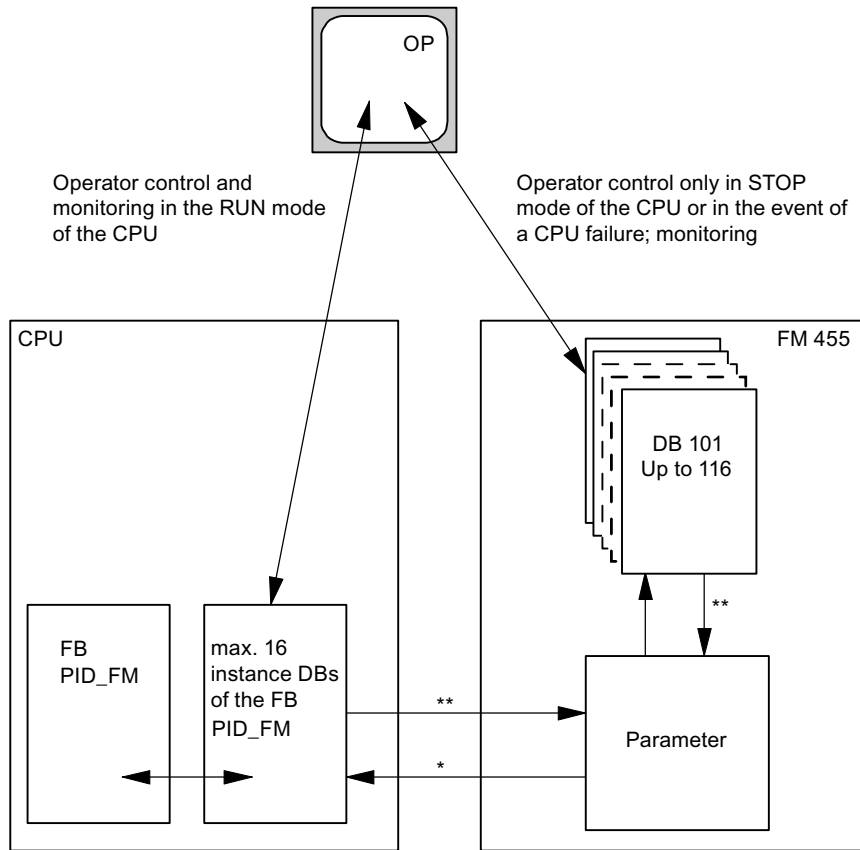 OP
Operator control and
monitoring in the RUN mode
of the CPU
Operator control only in STOP
mode of the CPU or in the event of
a CPU failure; monitoring
CPU
FM 455
DB 101
Up to 116
**
FB
PID_FM
max. 16
instance DBs
of the FB
PID_FM
**
*
Parameter